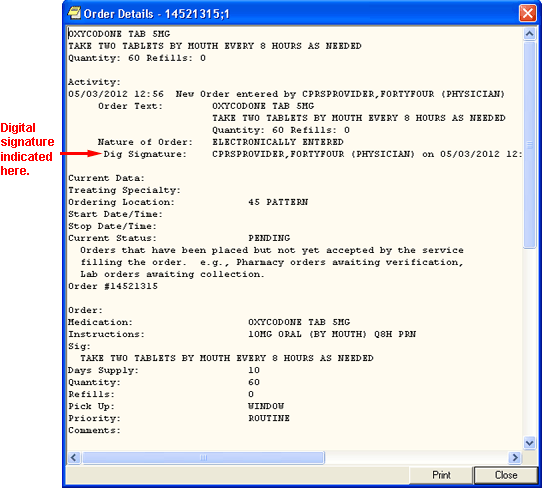 Order Details - 14521315;1
OXYCODONE TAB 5MG
TAKE TWO TABLETS BY MOUTH EVERY 8 HOURS AS NEEDED
Quantity: 60 Refills: 0
Activity:
05/03/2012 12:56 New Order entered by CPRSPROVIDER,FORTYFOUR (PHYSICIAN)
Order Text: OXYCODONE TAB 5MG
TAKE TWO TABLETS BY MOUTH EVERY 8 HOURS AS NEEDED
Quantity: 60 Refills: 0
Nature of Order: ELECTRONICALLY ENTERED
Dig Signature: CPRSPROVIDER,FORTYFOUR (PHYSICIAN) on 05/03/2012 12:
Digital
signature
indicated
here.
Current Data:
Treating Specialty:
Ordering Location: 45 PATTERN
Start Date/Time:
Stop Date/Time:
Current Status: PENDING
Orders that have been placed but not yet accepted by the service
filling the order. e.g., Pharmacy orders awaiting verification,
Lab orders awaiting collection.
Order #14521315
Order:
Medication: OXYCODONE TAB 5MG
Instructions: 10MG ORAL (BY MOUTH) Q8H PRN
Sig:
TAKE TWO TABLETS BY MOUTH EVERY 8 HOURS AS NEEDED
Days Supply: 10
Quantity: 60
Refills: 0
Pick Up: WINDOW
Priority: ROUTINE
Comments:
Print Close